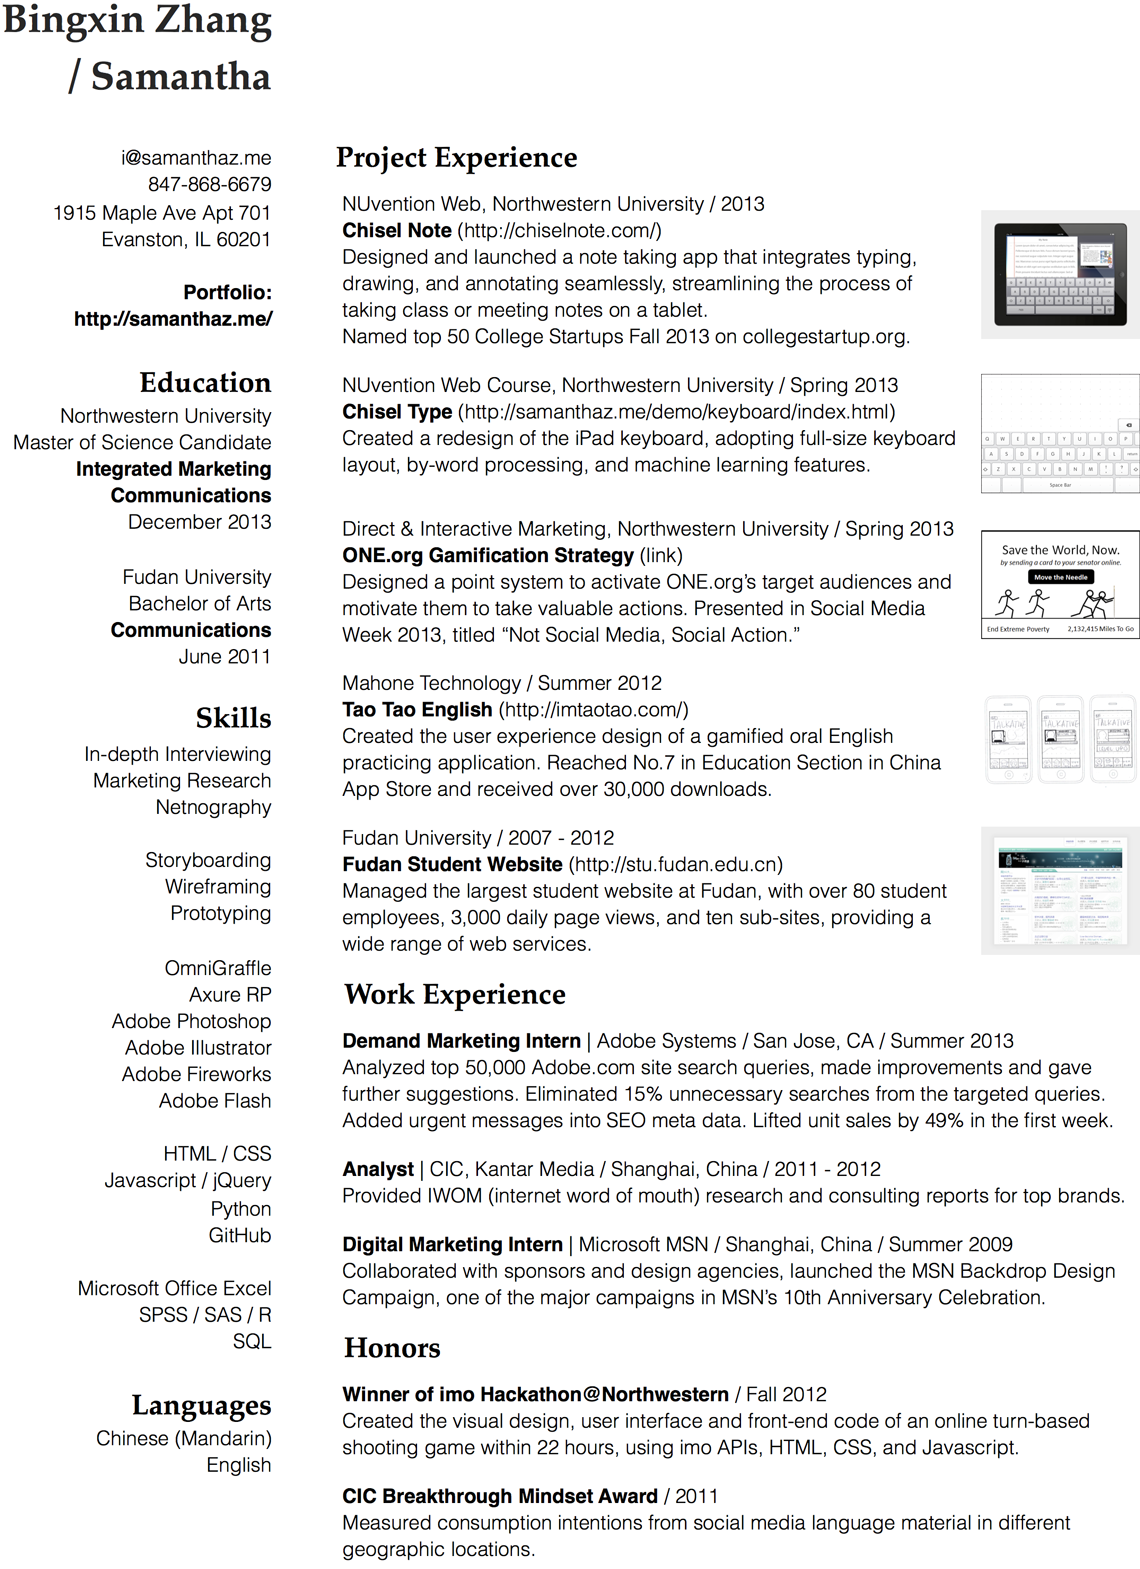 Bingxin Zhang
/ Samantha
i@samanthaz.me
847-868-6679
1915 Maple Ave Apt 701
Evanston, IL 60201
Portfolio:
http://samanthaz.me/
Education
Northwestern University
Master of Science Candidate
Integrated Marketing
Communications
December 2013
Fudan University
Bachelor of Arts
Communications
June 2011
Skills
In-depth Interviewing
Marketing Research
Netnography
Storyboarding
Wireframing
Prototyping
OmniGraffle
Axure RP
Adobe Photoshop
Adobe Illustrator
Adobe Fireworks
Adobe Flash
HTML / CSS
Javascript / jQuery
Python
GitHub
Microsoft Office Excel
SPSS / SAS / R
SQL
Languages
Chinese (Mandarin)
English
Project Experience
NUvention Web, Northwestern University / 2013
Chisel Note (http://chiselnote.com/)
Designed and launched a note taking app that integrates typing,
drawing, and annotating seamlessly, streamlining the process of
taking class or meeting notes on a tablet.
Named top 50 College Startups Fall 2013 on collegestartup.org.
NUvention Web Course, Northwestern University / Spring 2013
Chisel Type (http://samanthaz.me/demo/keyboard/index.html)
Created a redesign of the iPad keyboard, adopting full-size keyboard
layout, by-word processing, and machine learning features.
Q W E R T Y U I O P
A S D F G H J K L return
Z X C V B N M
Space Bar
Direct & Interactive Marketing, Northwestern University / Spring 2013
ONE.org Gamification Strategy (link)
Designed a point system to activate ONE.org’s target audiences and
motivate them to take valuable actions. Presented in Social Media
Week 2013, titled “Not Social Media, Social Action.”
Save the World, Now.
by sending a card to your senator online.
Move the Needle
End Extreme Poverty 2,132,415 Miles To Go
Mahone Technology / Summer 2012
Tao Tao English (http://imtaotao.com/)
Created the user experience design of a gamified oral English
practicing application. Reached No.7 in Education Section in China
App Store and received over 30,000 downloads.
TALKATIVE TALKATIVE TALKATIVE
Fudan University / 2007 - 2012
Fudan Student Website (http://stu.fudan.edu.cn)
Managed the largest student website at Fudan, with over 80 student
employees, 3,000 daily page views, and ten sub-sites, providing a
wide range of web services.
Work Experience
Demand Marketing Intern | Adobe Systems / San Jose, CA / Summer 2013
Analyzed top 50,000 Adobe.com site search queries, made improvements and gave
further suggestions. Eliminated 15% unnecessary searches from the targeted queries.
Added urgent messages into SEO meta data. Lifted unit sales by 49% in the first week.
Analyst | CIC, Kantar Media / Shanghai, China / 2011 - 2012
Provided IWOM (internet word of mouth) research and consulting reports for top brands.
Digital Marketing Intern | Microsoft MSN / Shanghai, China / Summer 2009
Collaborated with sponsors and design agencies, launched the MSN Backdrop Design
Campaign, one of the major campaigns in MSN’s 10th Anniversary Celebration.
Honors
Winner of imo Hackathon@Northwestern / Fall 2012
Created the visual design, user interface and front-end code of an online turn-based
shooting game within 22 hours, using imo APIs, HTML, CSS, and Javascript.
CIC Breakthrough Mindset Award / 2011
Measured consumption intentions from social media language material in different
geographic locations.